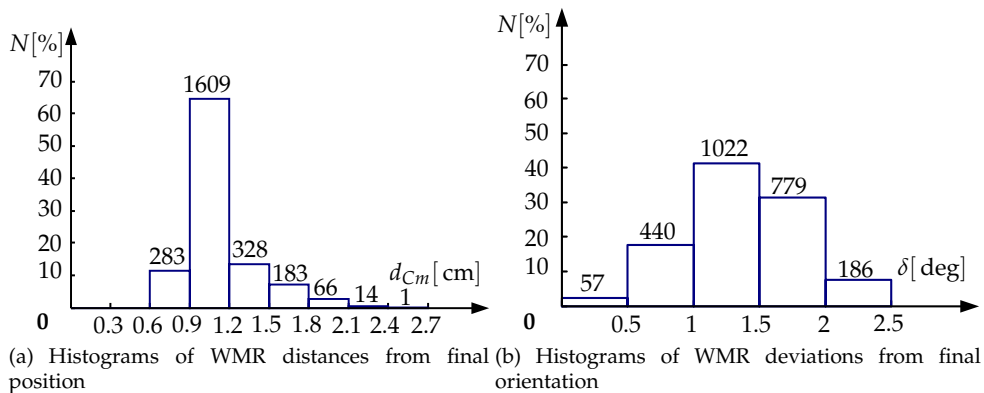 N[%]
70
60
50
40
30
20
10
0
1609
283
328
183
66
14
1
d_{Cm}[cm]
0.3 0.6 0.9 1.2 1.5 1.8 2.1 2.4 2.7
(a) Histograms of WMR distances from final
position
N[%]
70
60
50
40
30
20
10
0
57
440
1022
779
186
δ[deg]
0.5 1 1.5 2 2.5
(b) Histograms of WMR deviations from final
orientation